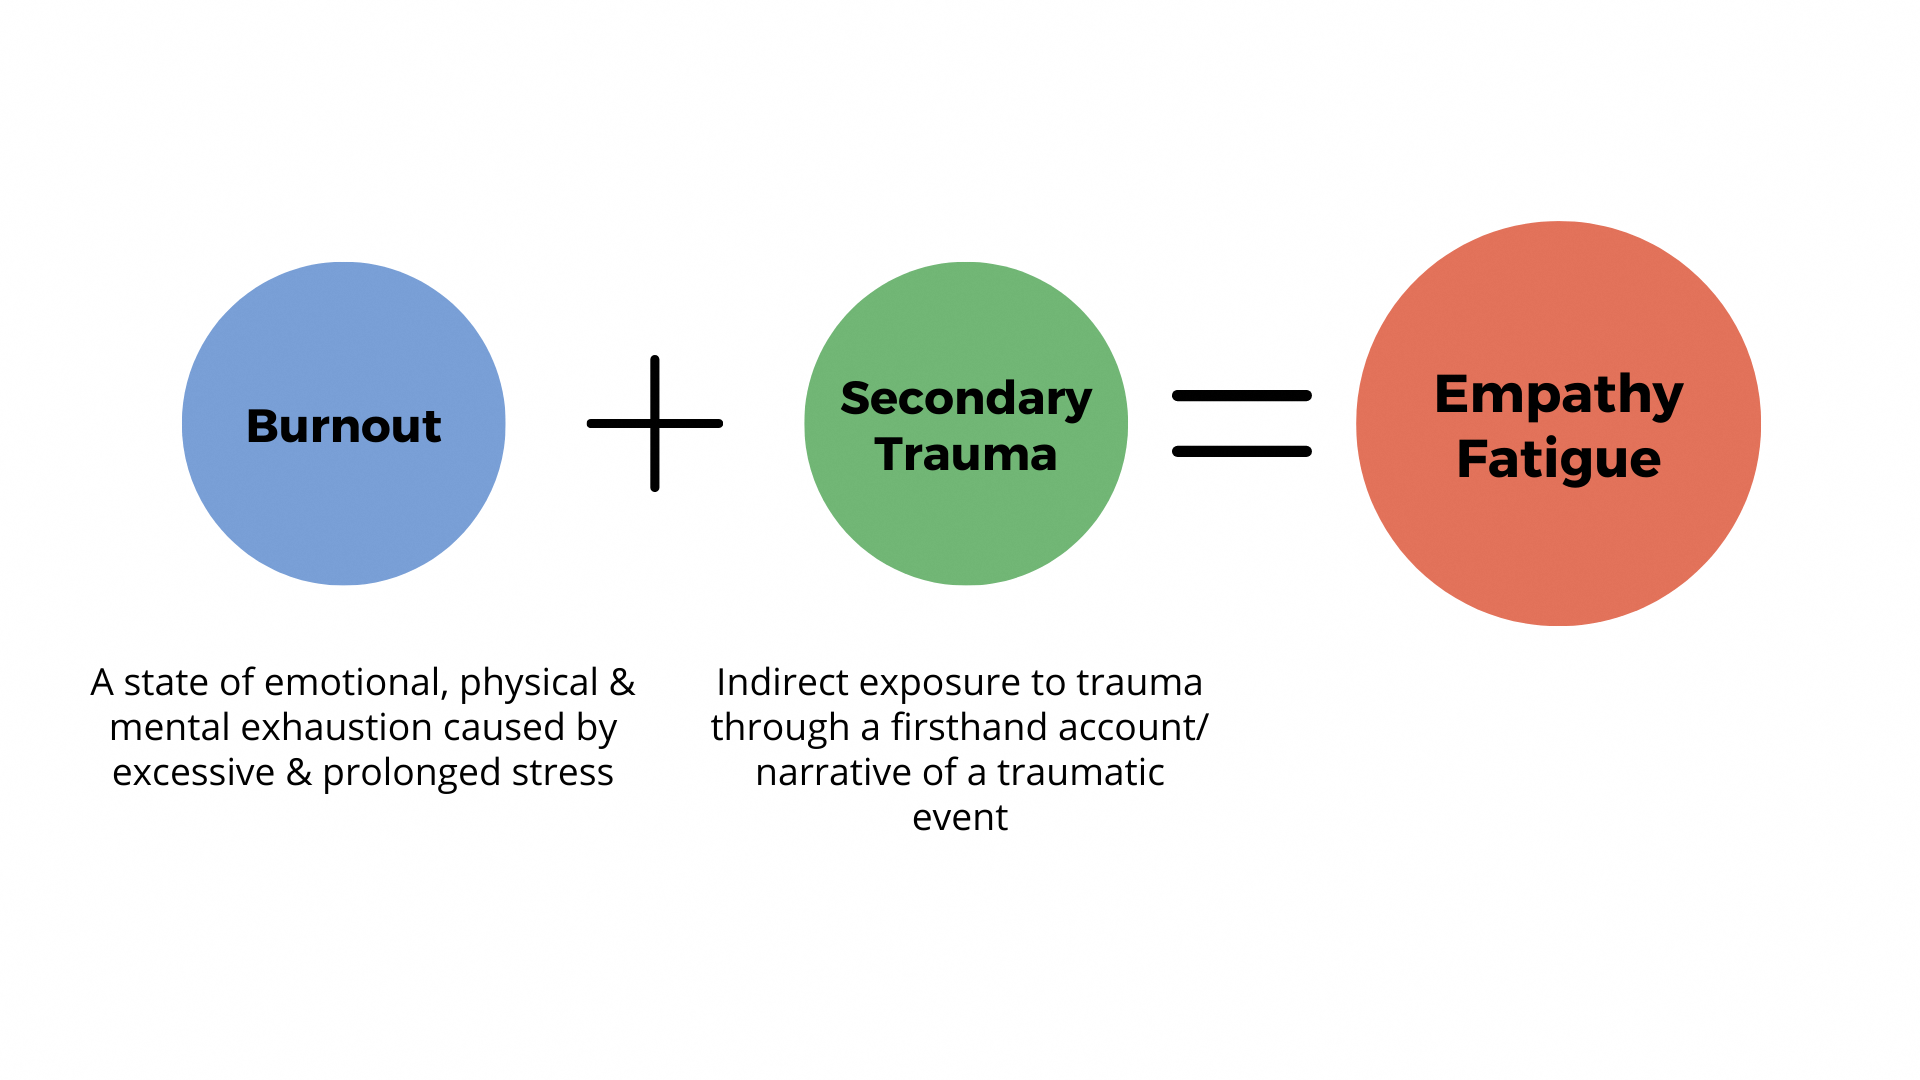 Burnout
Secondary
Trauma
Empathy
Fatigue
A state of emotional, physical &
mental exhaustion caused by
excessive & prolonged stress
Indirect exposure to trauma
through a firsthand account/
narrative of a traumatic
event